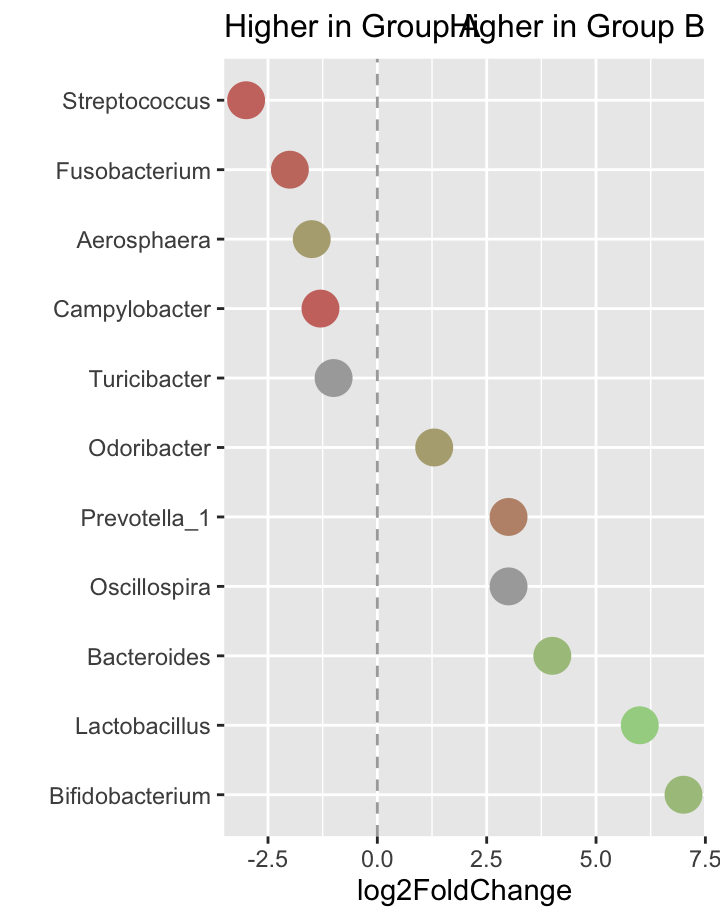 Higher in Group A Higher in Group B
Streptococcus
Fusobacterium
Aerosphaera
Campylobacter
Turicibacter
Odoribacter
Prevotella_1
Oscillospira
Bacteroides
Lactobacillus
Bifidobacterium
-2.5 0.0 2.5 5.0 7.5
log2FoldChange